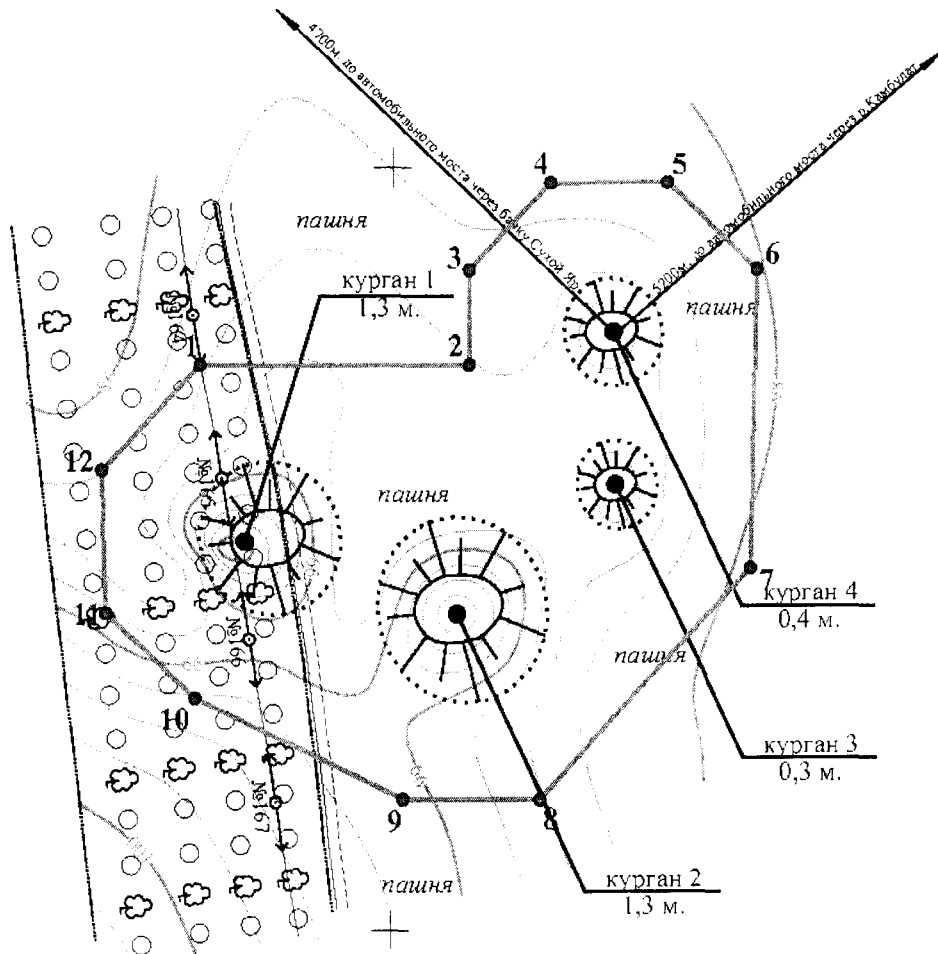 4700м. до автомобильного моста через балку Сухой Яр
5200м. до автомобильного моста через р.Камбулат
4
5
пашня
3
6
курган 1
1,3 м.
пашня
№164
1
2
12
№165
пашня
7
курган 4
0,4 м.
11
№166
пашня
10
курган 3
0,3 м.
№167
9
8
пашня
курган 2
1,3 м.